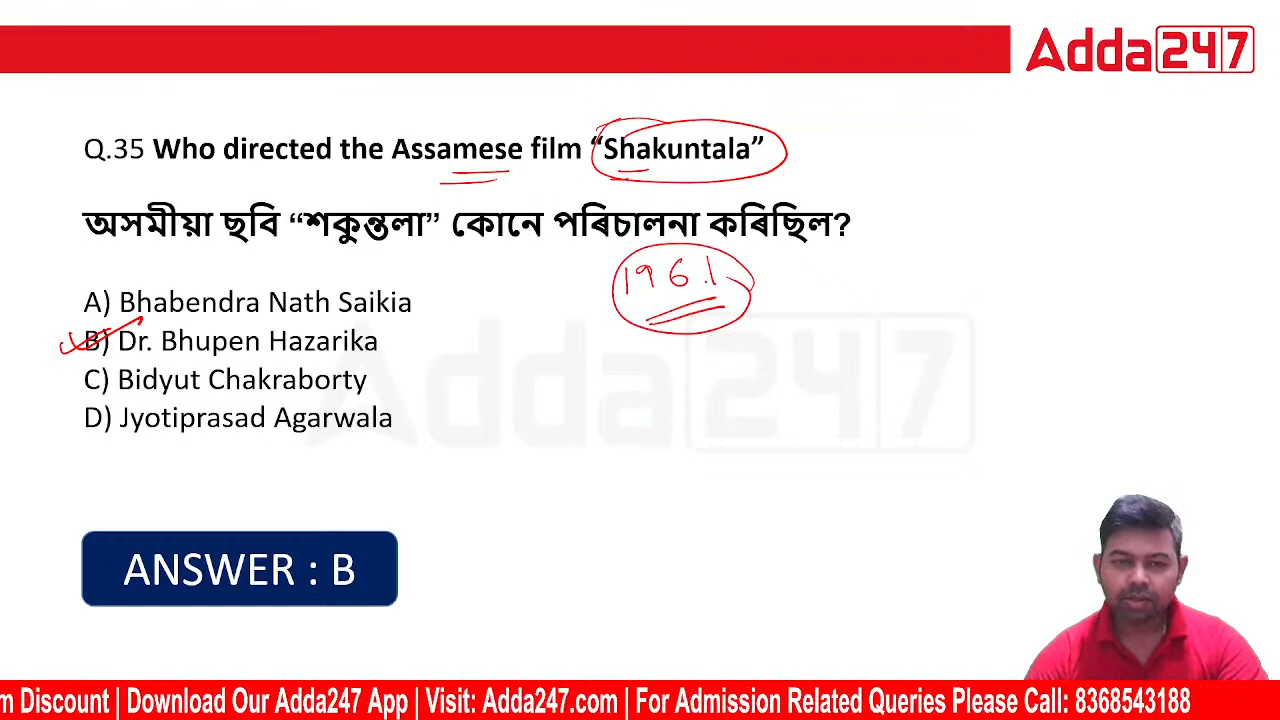 Adda247
Q.35 Who directed the Assamese film “Shakuntala”
অসমীয়া ছবি “শকুন্তলা” কোনে পৰিচালনা কৰিছিল?
1961
A) Bhabendra Nath Saikia
B) Dr. Bhupen Hazarika
C) Bidyut Chakraborty
D) Jyotiprasad Agarwala
Adda247
ANSWER : B
m Discount | Download Our Adda247 App | Visit: Adda247.com | For Admission Related Queries Please Call: 8368543188